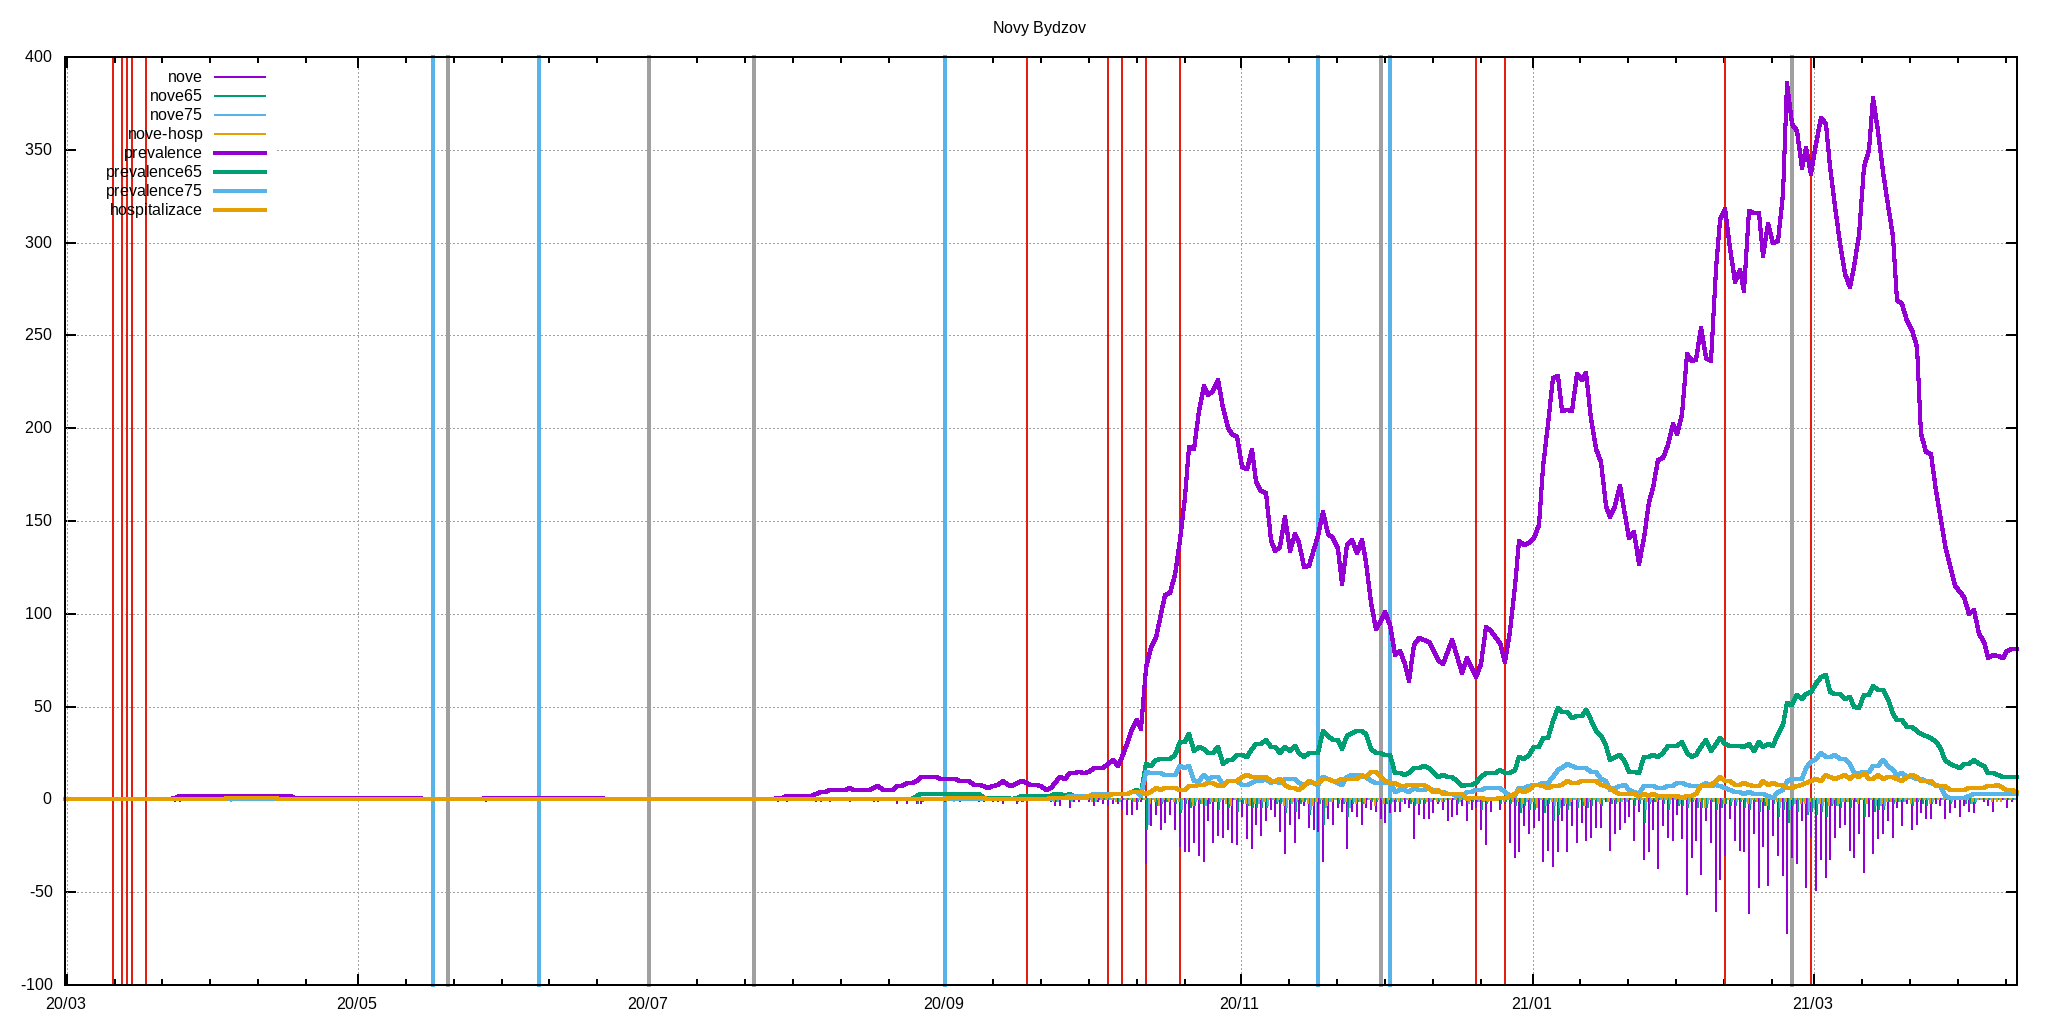 Novy Bydzov
400
350
300
250
200
150
100
50
0
-50
-100
nove
nove65
nove75
nove-hosp
prevalence
prevalence65
prevalence75
hospitalizace
20/03 20/05 20/07 20/09 20/11 21/01 21/03